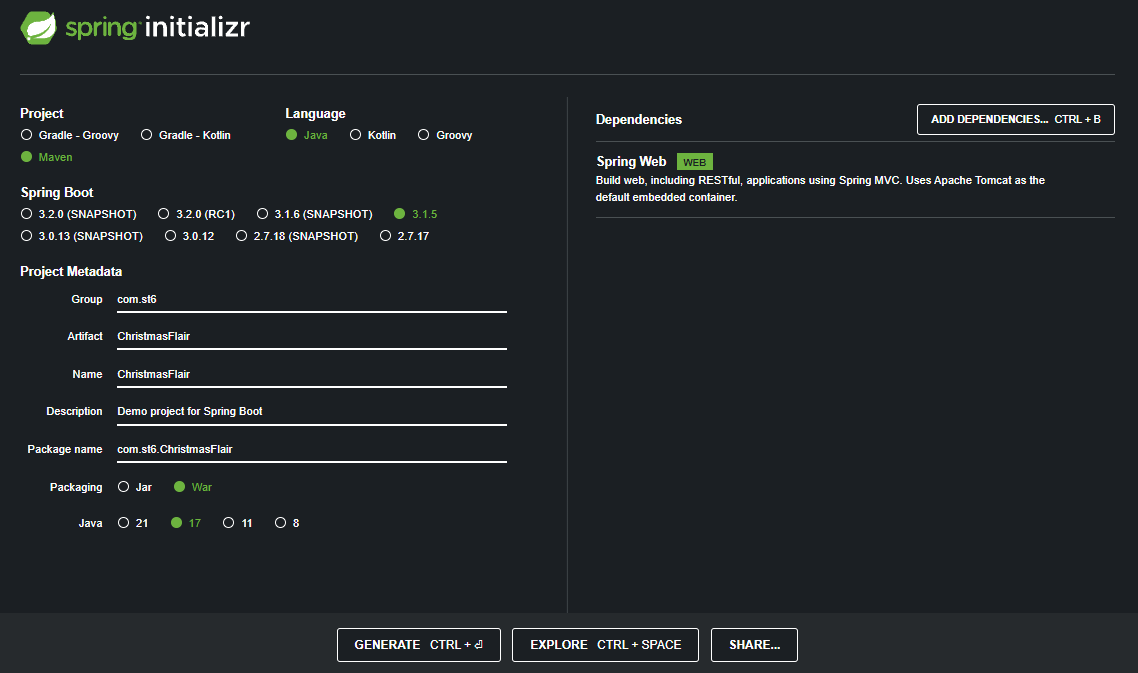 spring initializr
Project
Gradle - Groovy Gradle - Kotlin
Maven
Language
Java Kotlin Groovy
Spring Boot
3.2.0 (SNAPSHOT) 3.2.0 (RC1) 3.1.6 (SNAPSHOT) 3.1.5
3.0.13 (SNAPSHOT) 3.0.12 2.7.18 (SNAPSHOT) 2.7.17
Project Metadata
Group com.st6
Artifact ChristmasFlair
Name ChristmasFlair
Description Demo project for Spring Boot
Package name com.st6.ChristmasFlair
Packaging Jar War
Java 21 17 11 8
Dependencies ADD DEPENDENCIES... CTRL + B
Spring Web WEB
Build web, including RESTful, applications using Spring MVC. Uses Apache Tomcat as the
default embedded container.
GENERATE CTRL + ⏎ EXPLORE CTRL + SPACE SHARE...